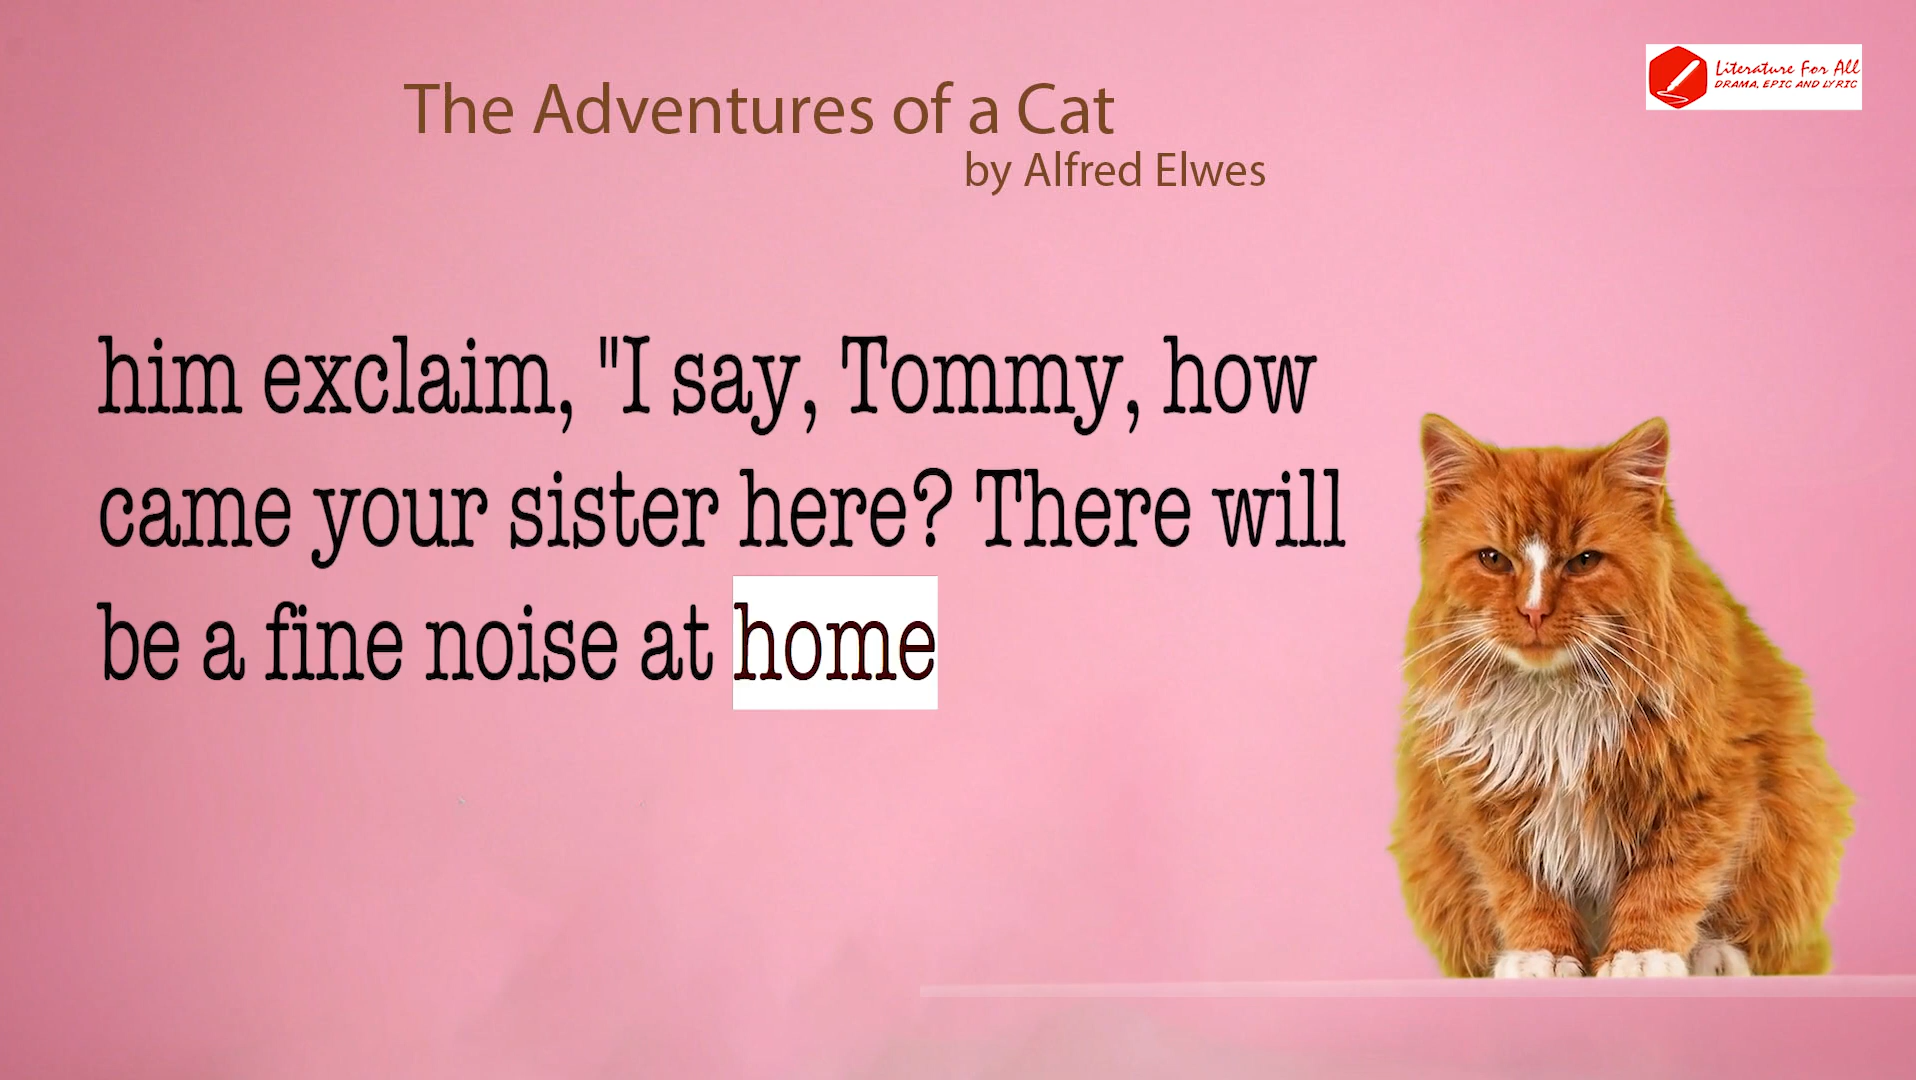 The Adventures of a Cat
by Alfred Elwes
Literature For All
DRAMA, EPIC AND LYRIC
him exclaim, "I say, Tommy, how
came your sister here? There will
be a fine noise at home